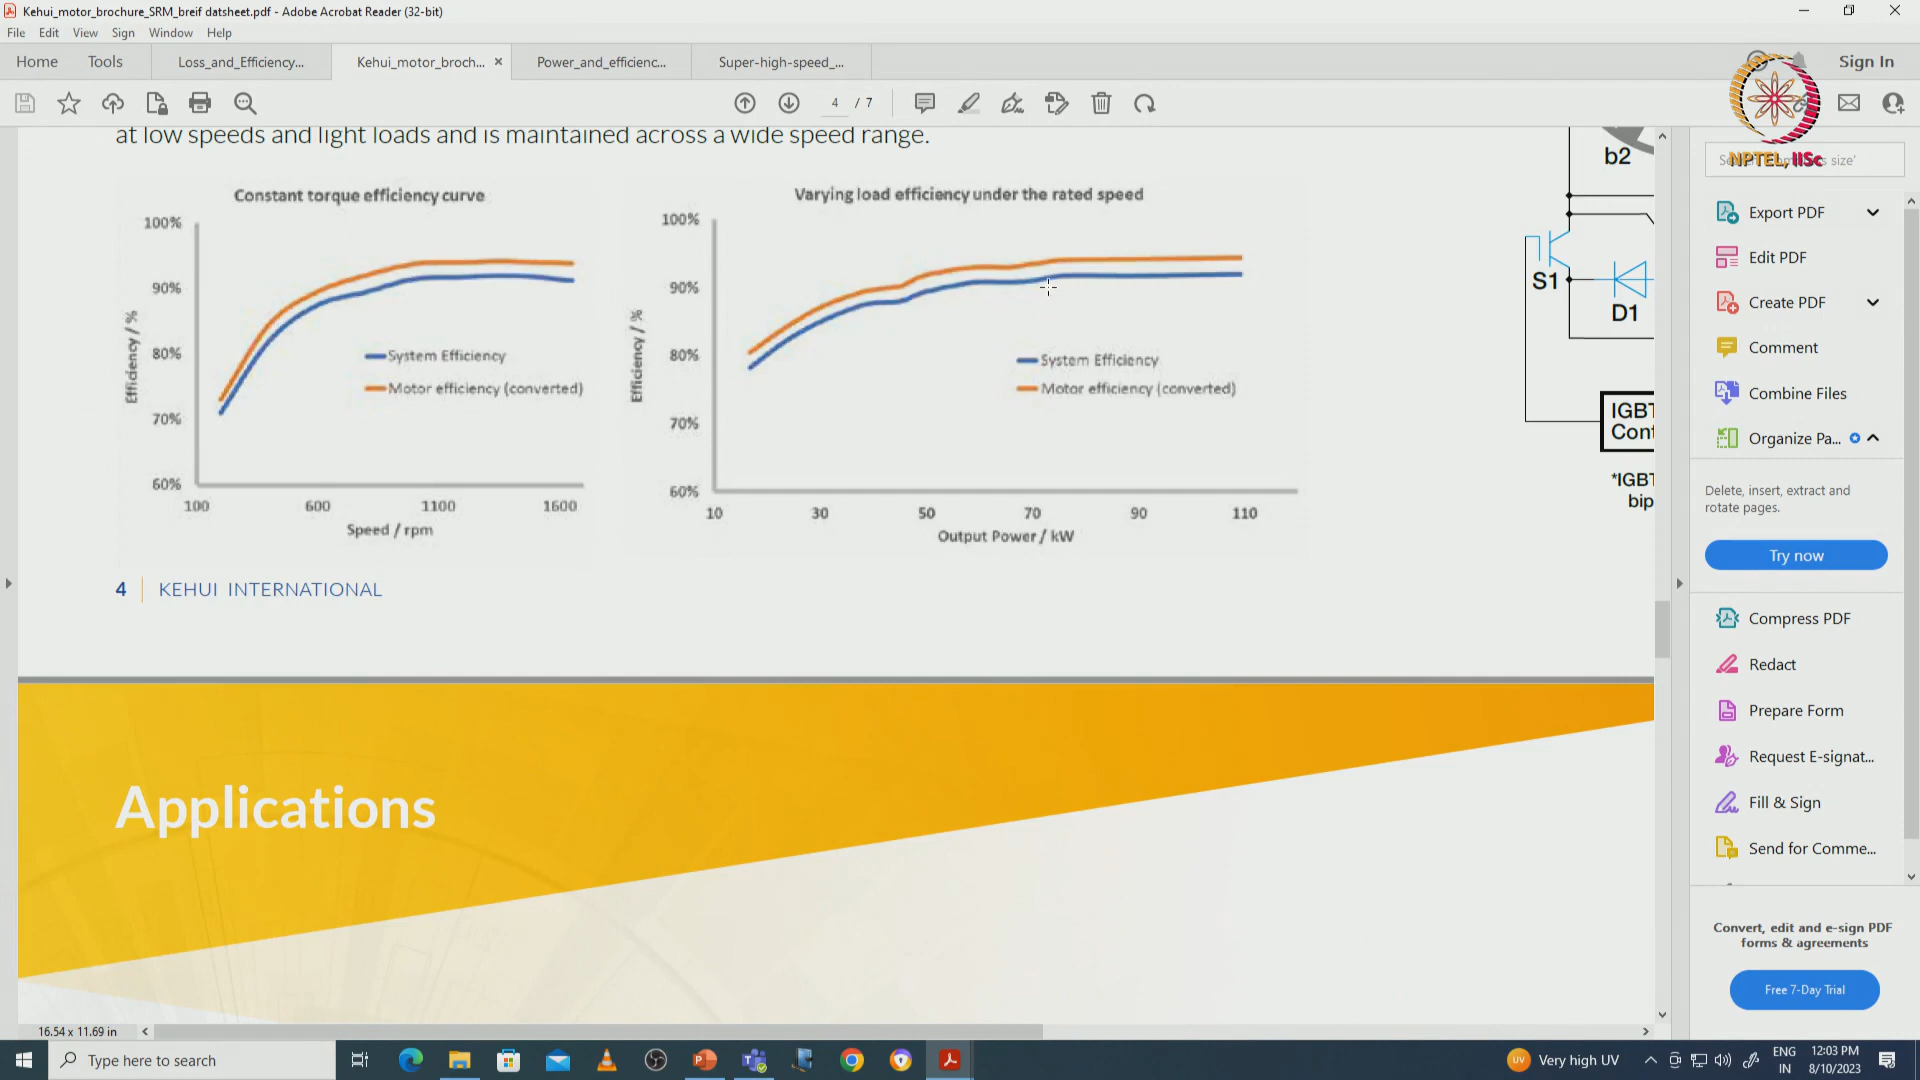 Kehui_motor_brochure_SRM_breif datsheet.pdf - Adobe Acrobat Reader (32-bit)
File Edit View Sign Window Help
Home Tools Loss_and_Efficiency... Kehui_motor_broch... Power_and_efficienc... Super-high-speed_... Sign In
4 / 7
NPTEL, IISc
at low speeds and light loads and is maintained across a wide speed range.
Constant torque efficiency curve
100%
90%
80%
70%
60%
Efficiency / %
System Efficiency
Motor efficiency (converted)
100 600 1100 1600
Speed / rpm
Varying load efficiency under the rated speed
100%
90%
80%
70%
60%
Efficiency / %
System Efficiency
Motor efficiency (converted)
10 30 50 70 90 110
Output Power / kW
b2
S1
D1
IGBT
Cont
*IGBT
bip
4 KEHUI INTERNATIONAL
Applications
Export PDF
Edit PDF
Create PDF
Comment
Combine Files
Organize Pa...
Delete, insert, extract and
rotate pages.
Try now
Compress PDF
Redact
Prepare Form
Request E-signat...
Fill & Sign
Send for Comme...
Convert, edit and e-sign PDF
forms & agreements
Free 7-Day Trial
16.54 x 11.69 in
Type here to search
UV Very high UV
ENG
IN
12:03 PM
8/10/2023